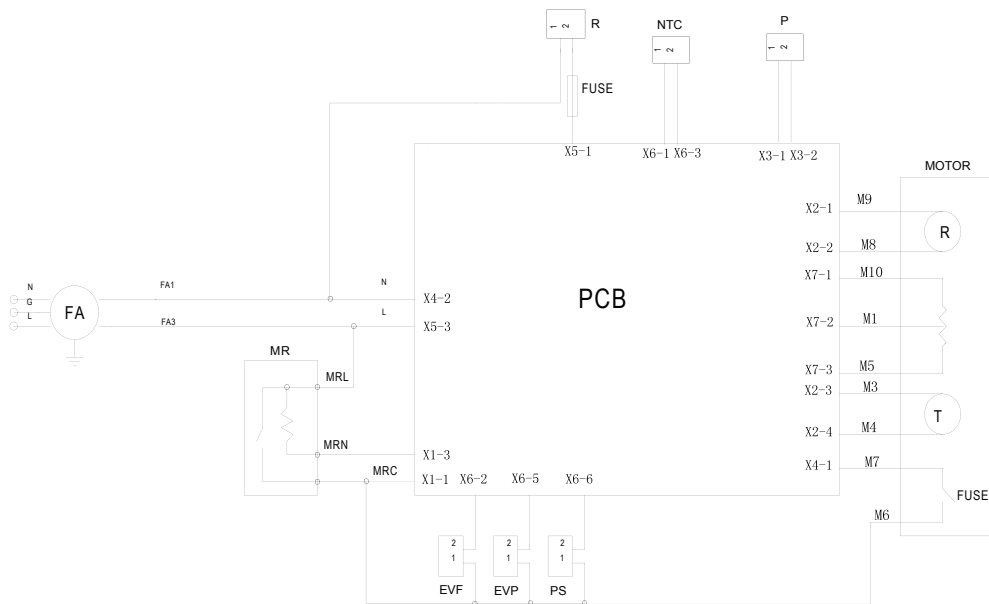 1 2 R
1 2 NTC
1 2 P
FUSE
X5-1 X6-1 X6-3 X3-1 X3-2
MOTOR
X2-1 M9
R
X2-2 M8
X7-1 M10
N FA1 N X4-2
G
FA
PCB
L FA3 L X5-3
X7-2 M1
MR
MRL
X7-3 M5
X2-3 M3
T
X2-4 M4
MRN X1-3
X4-1 M7
MRC X1-1 X6-2 X6-5 X6-6
FUSE
M6
2 2 2
1 1 1
EVF EVP PS